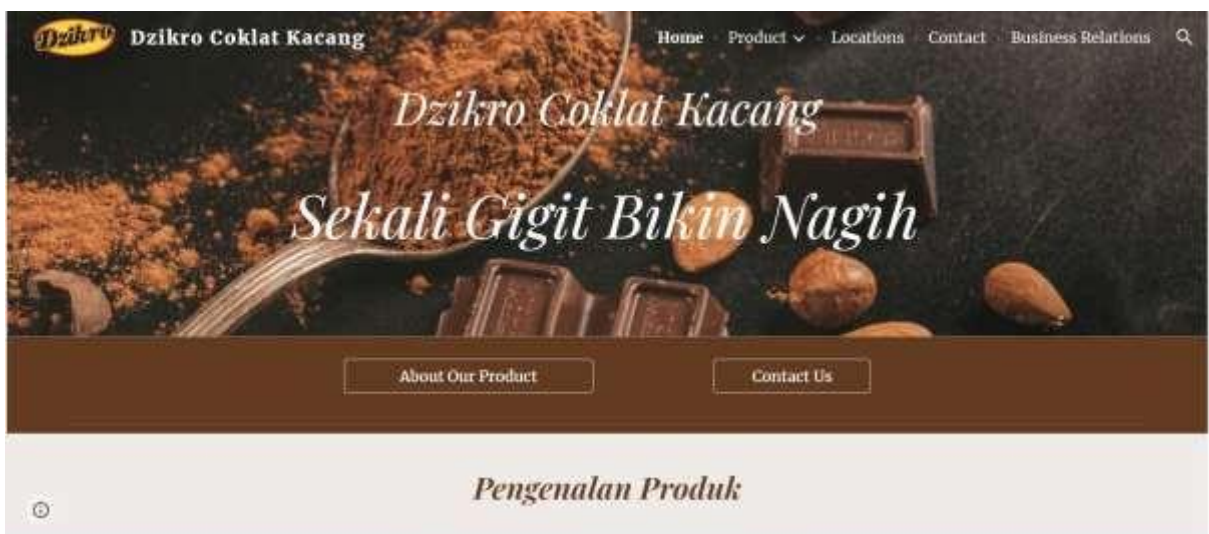 Dzikro Dzikro Coklat Kacang Home Product Locations Contact Business Relations
Dzikro Coklat Kacang
Sekali Gigit Bikin Nagih
About Our Product Contact Us
Pengenalan Produk